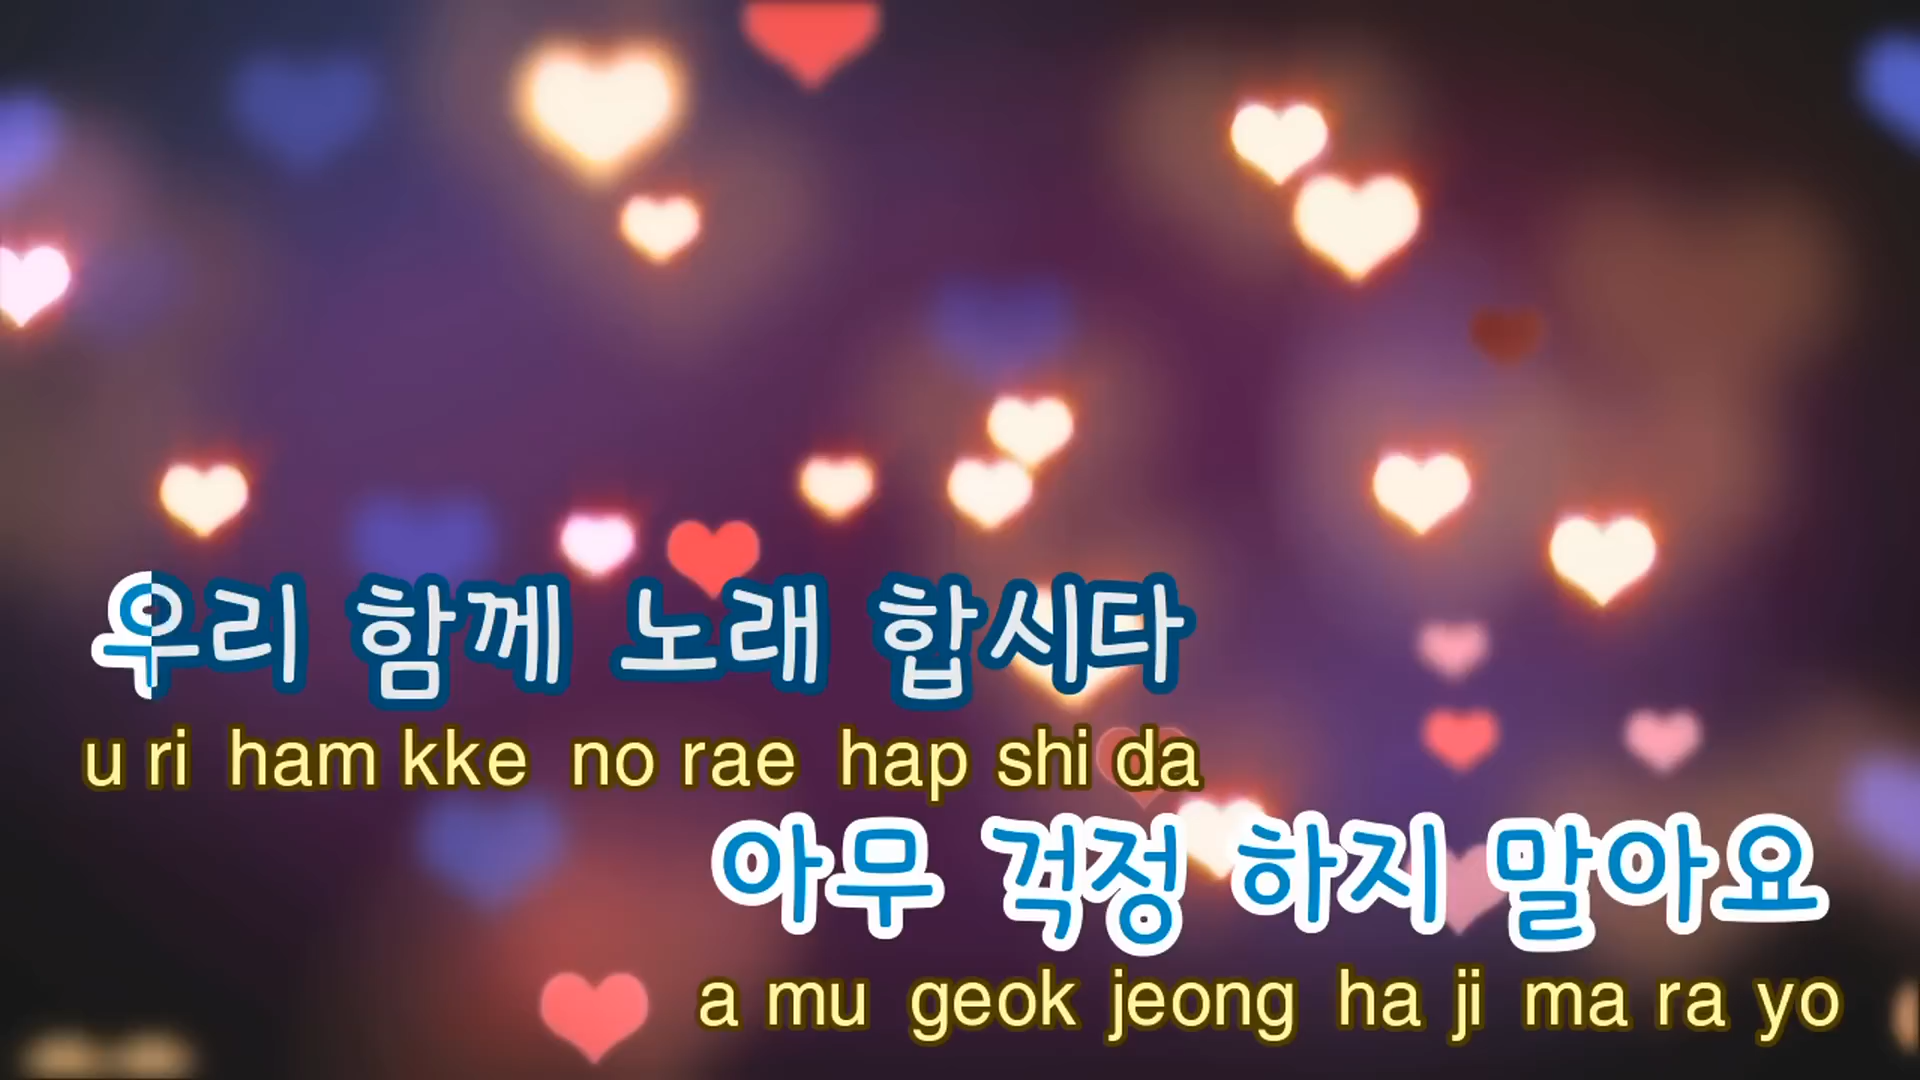 우리 함께 노래 합시다
u ri ham kke no rae hap shi da
아무 걱정 하지 말아요
a mu geok jeong ha ji ma ra yo